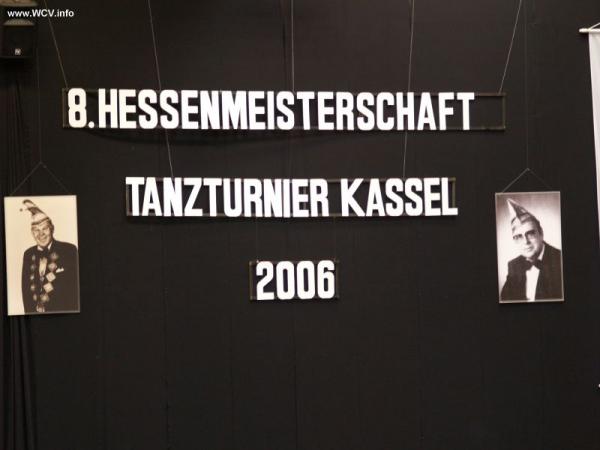 www.WCV.info
8.HESSENMEISTERSCHAFT
TANZTURNIER KASSEL
2006